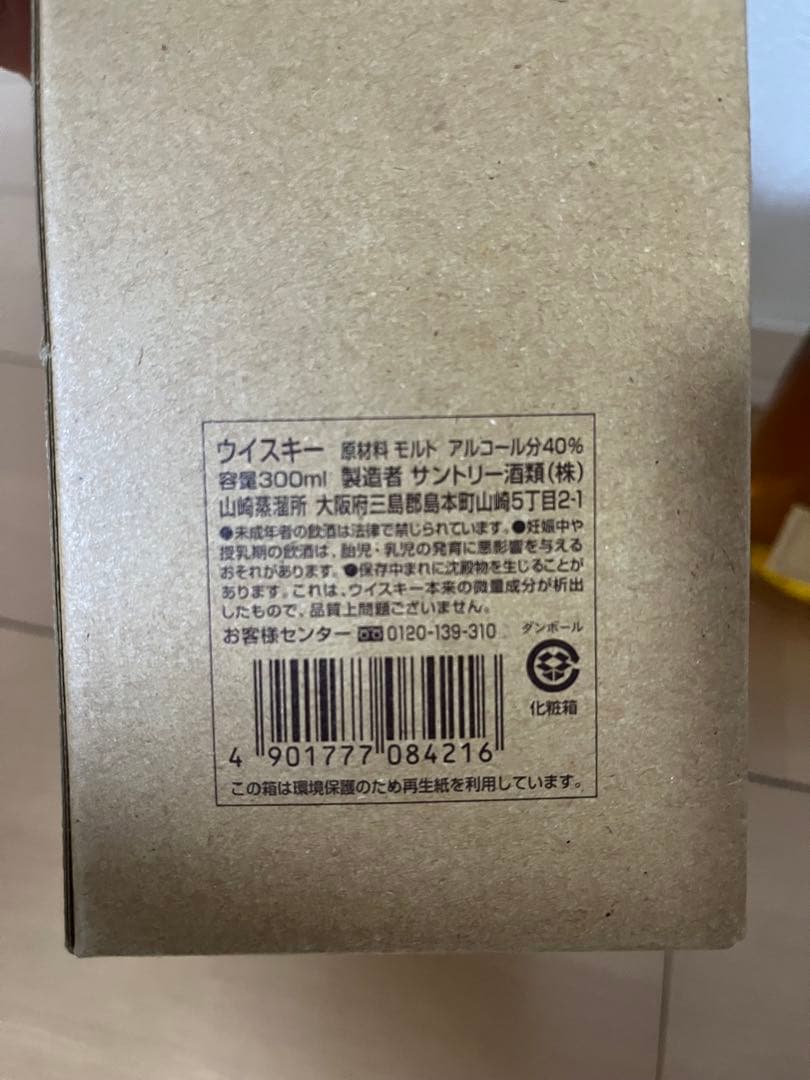 ウイスキー 原材料 モルト アルコール分40%
容量300ml 製造者 サントリー酒類(株)
山崎蒸溜所 大阪府三島郡島本町山崎5丁目2-1
●未成年者の飲酒は法律で禁じられています。●妊娠中や
授乳期の飲酒は、胎児・乳児の発育に悪影響を与える
おそれがあります。●保存中まれに沈殿物を生じることが
あります。これは、ウイスキー本来の微量成分が析出
したもので、品質上問題ございません。
お客様センター 0120-139-310
ダンボール
化粧箱
4 901777 084216
この箱は環境保護のため再生紙を利用しています。